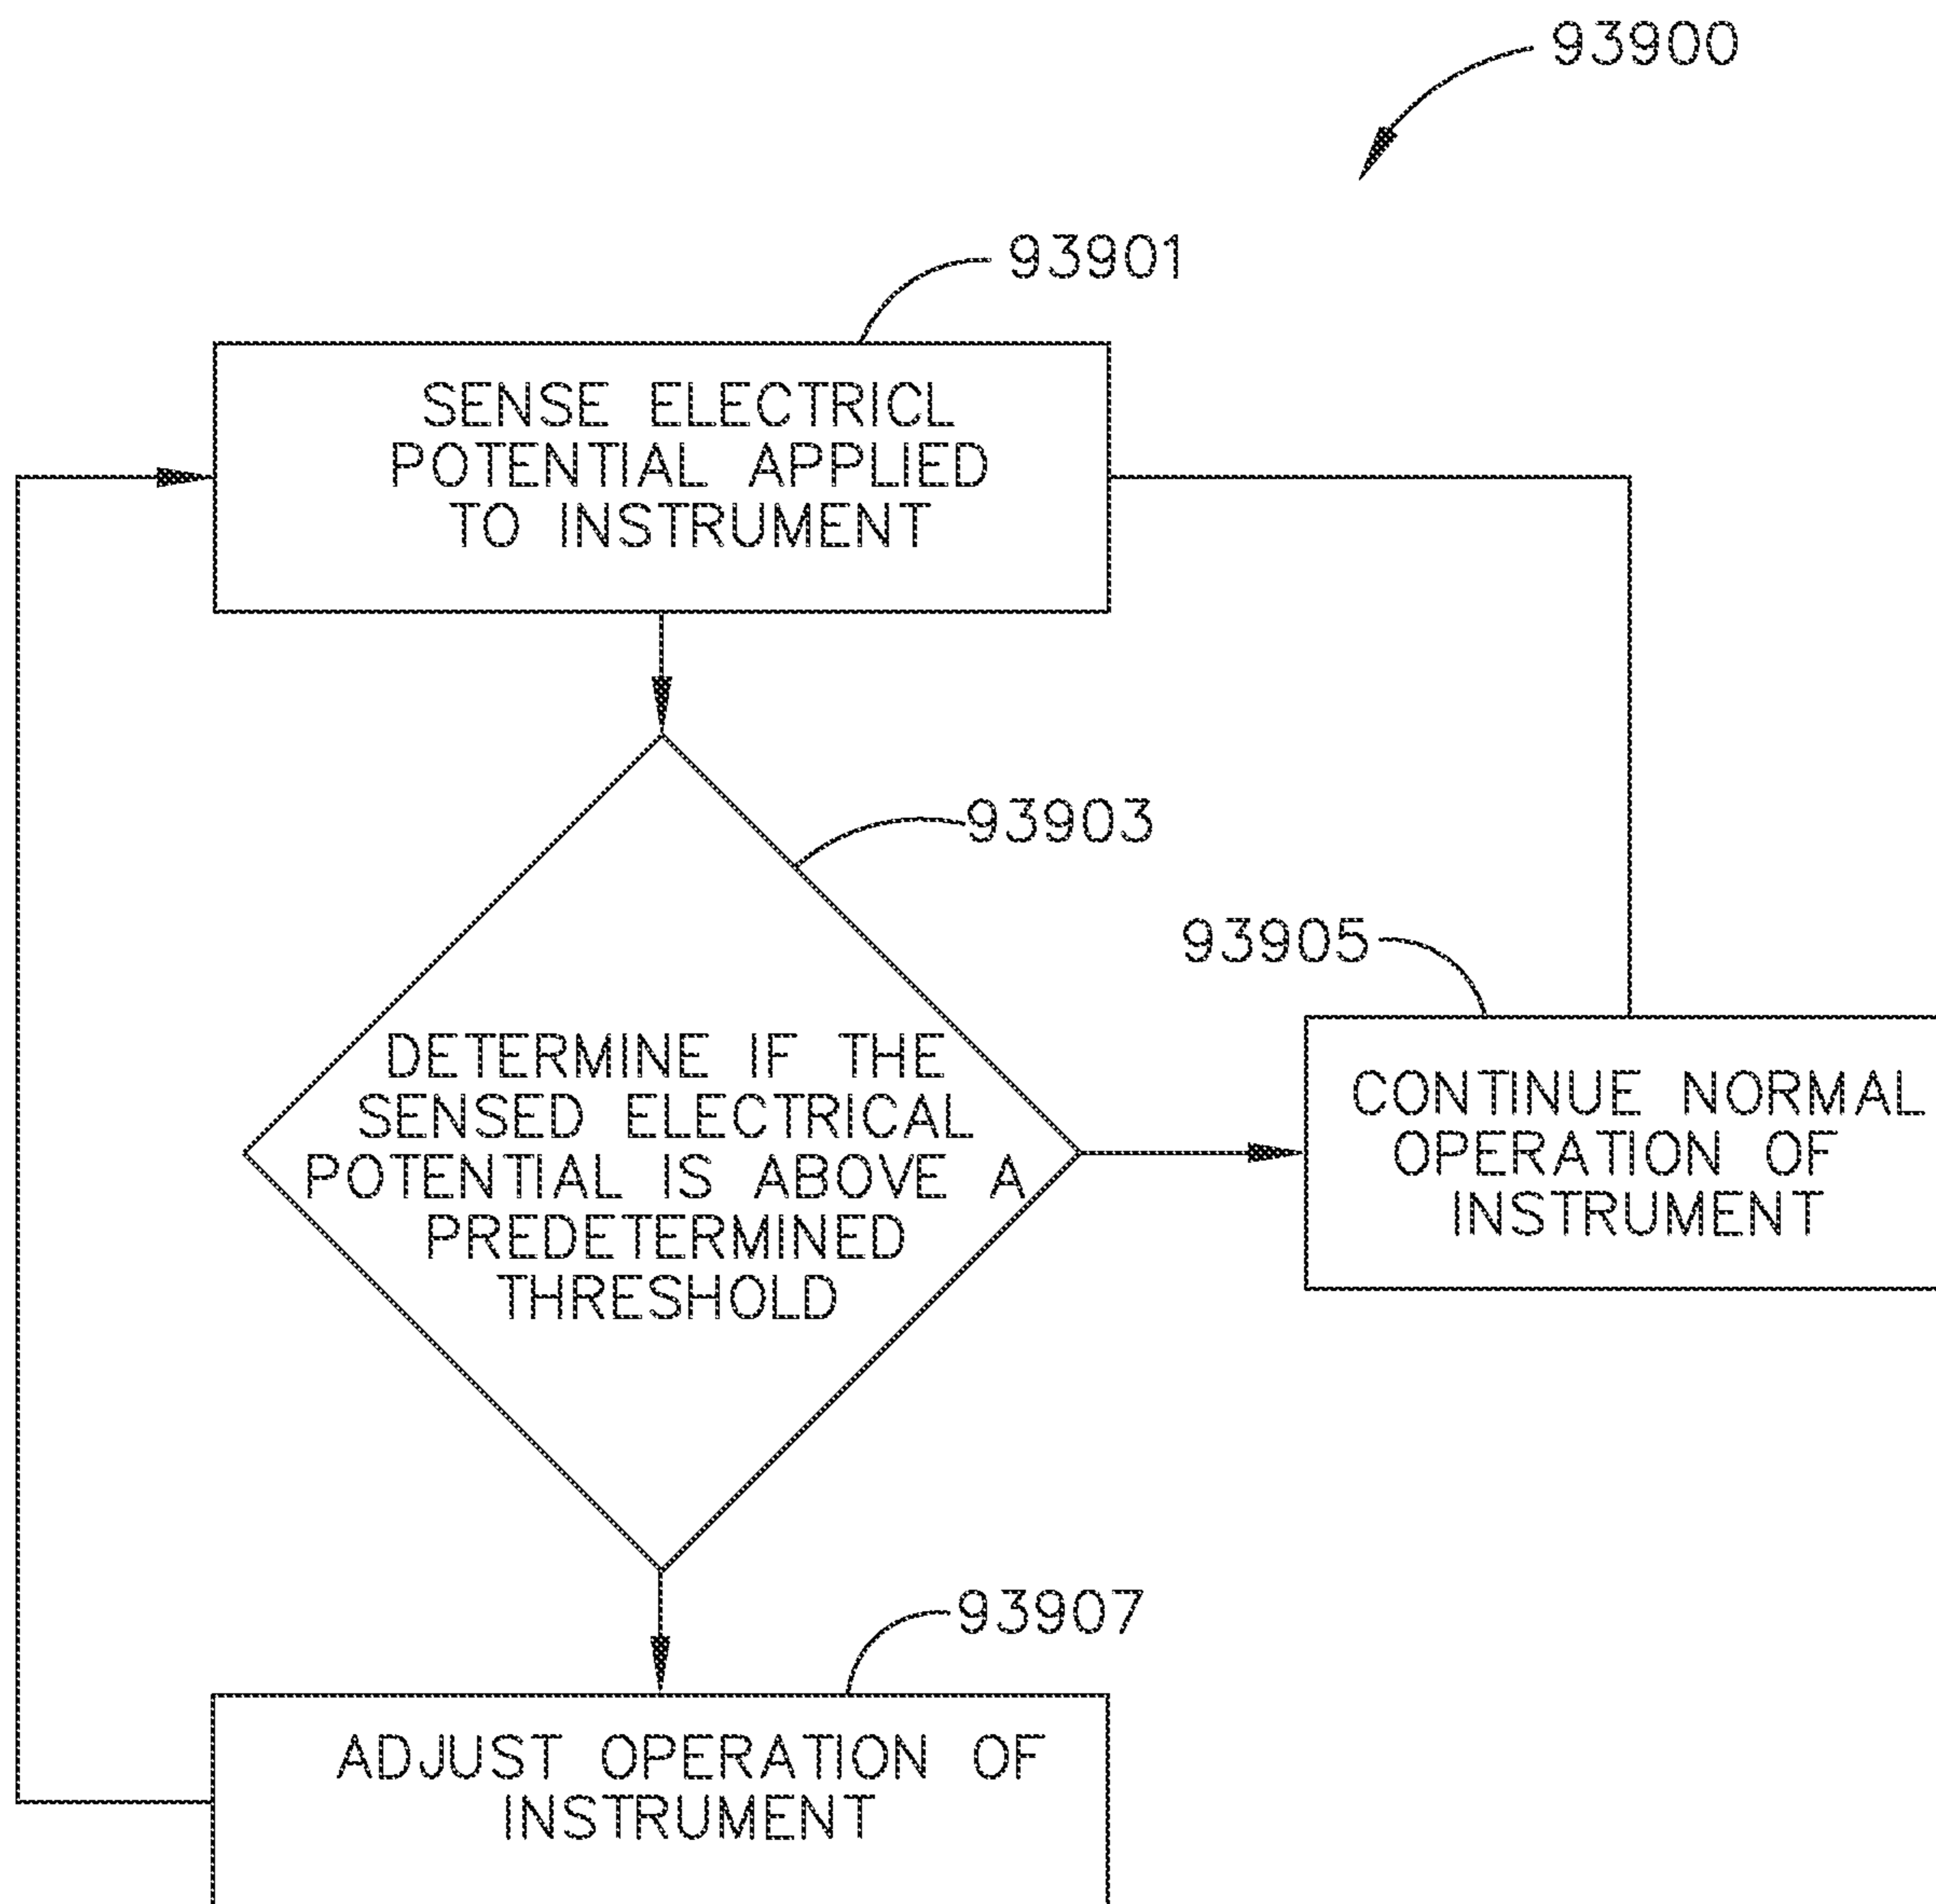 93900
93901
SENSE ELECTRICL
POTENTIAL APPLIED
TO INSTRUMENT
93903
DETERMINE IF THE
SENSED ELECTRICAL
POTENTIAL IS ABOVE A
PREDETERMINED
THRESHOLD
93905
CONTINUE NORMAL
OPERATION OF
INSTRUMENT
93907
ADJUST OPERATION OF
INSTRUMENT